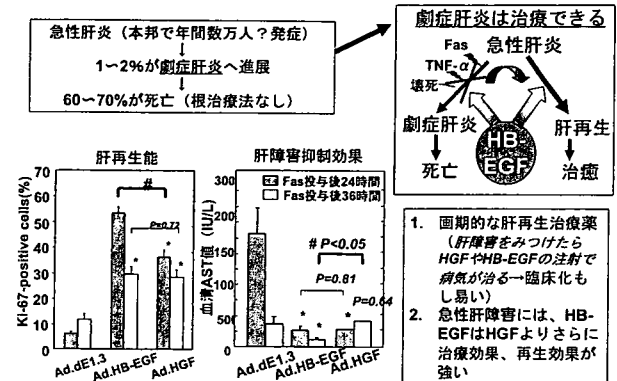 急性肝炎（本邦で年間数万人？発症）
↓
1〜2%が劇症肝炎へ進展
↓
60〜70%が死亡（根治療法なし）
劇症肝炎は治療できる
Fas
急性肝炎
TNF-α
壊死
劇症肝炎
HB-
EGF
肝再生
死亡
治癒
肝再生能
Ki-67-positive cells(%)
70
60
50
40
30
20
10
0
#
P=0.72
*
*
*
Ad.dE1.3
Ad.HB-EGF
Ad.HGF
肝障害抑制効果
血清AST値 (IU/L)
300
200
100
50
0
Fas投与後24時間
Fas投与後36時間
# P<0.05
P=0.81
P=0.64
*
*
*
Ad.dE1.3
Ad.HB-EGF
Ad.HGF
1. 画期的な肝再生治療薬
（肝障害をみつけたら
HGFやHB-EGFの注射で
病気が治る→臨床化も
し易い）
2. 急性肝障害には、HB-
EGFはHGFよりさらに
治療効果、再生効果が
強い